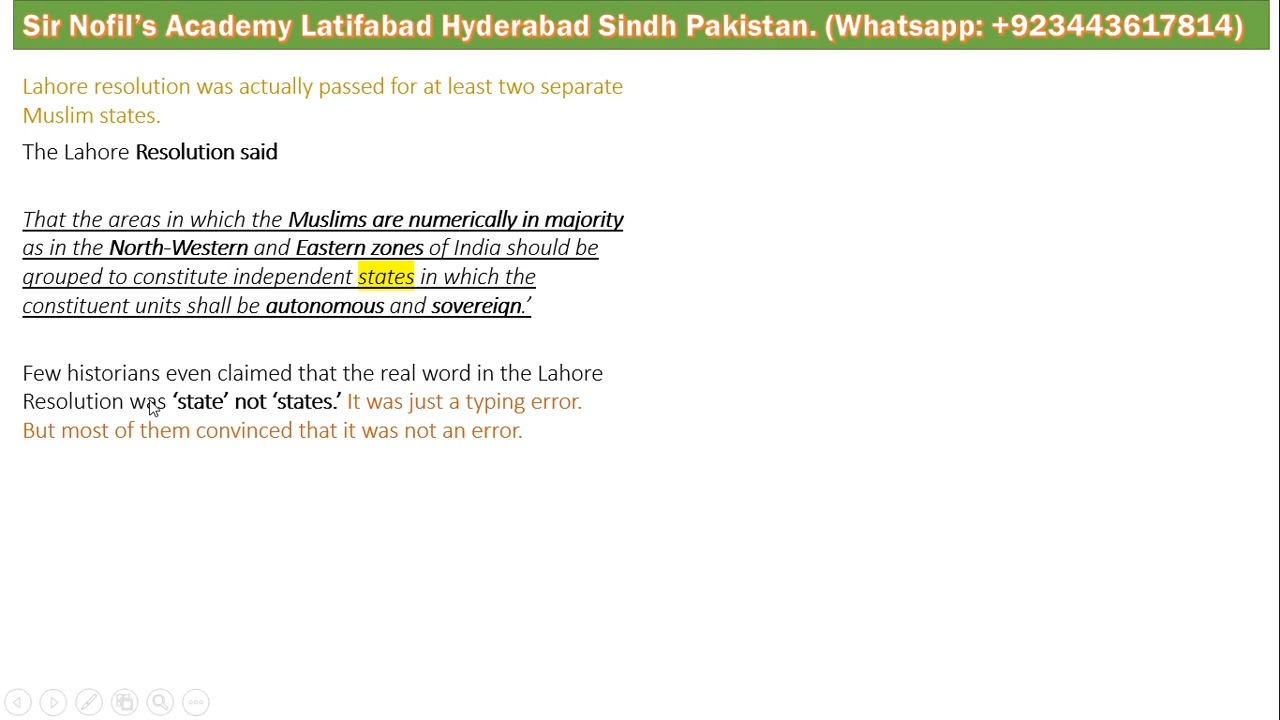 Sir Nofil’s Academy Latifabad Hyderabad Sindh Pakistan. (Whatsapp: +923443617814)
Lahore resolution was actually passed for at least two separate
Muslim states.
The Lahore Resolution said
That the areas in which the Muslims are numerically in majority
as in the North-Western and Eastern zones of India should be
grouped to constitute independent states in which the
constituent units shall be autonomous and sovereign.’
Few historians even claimed that the real word in the Lahore
Resolution was ‘state’ not ‘states.’ It was just a typing error.
But most of them convinced that it was not an error.